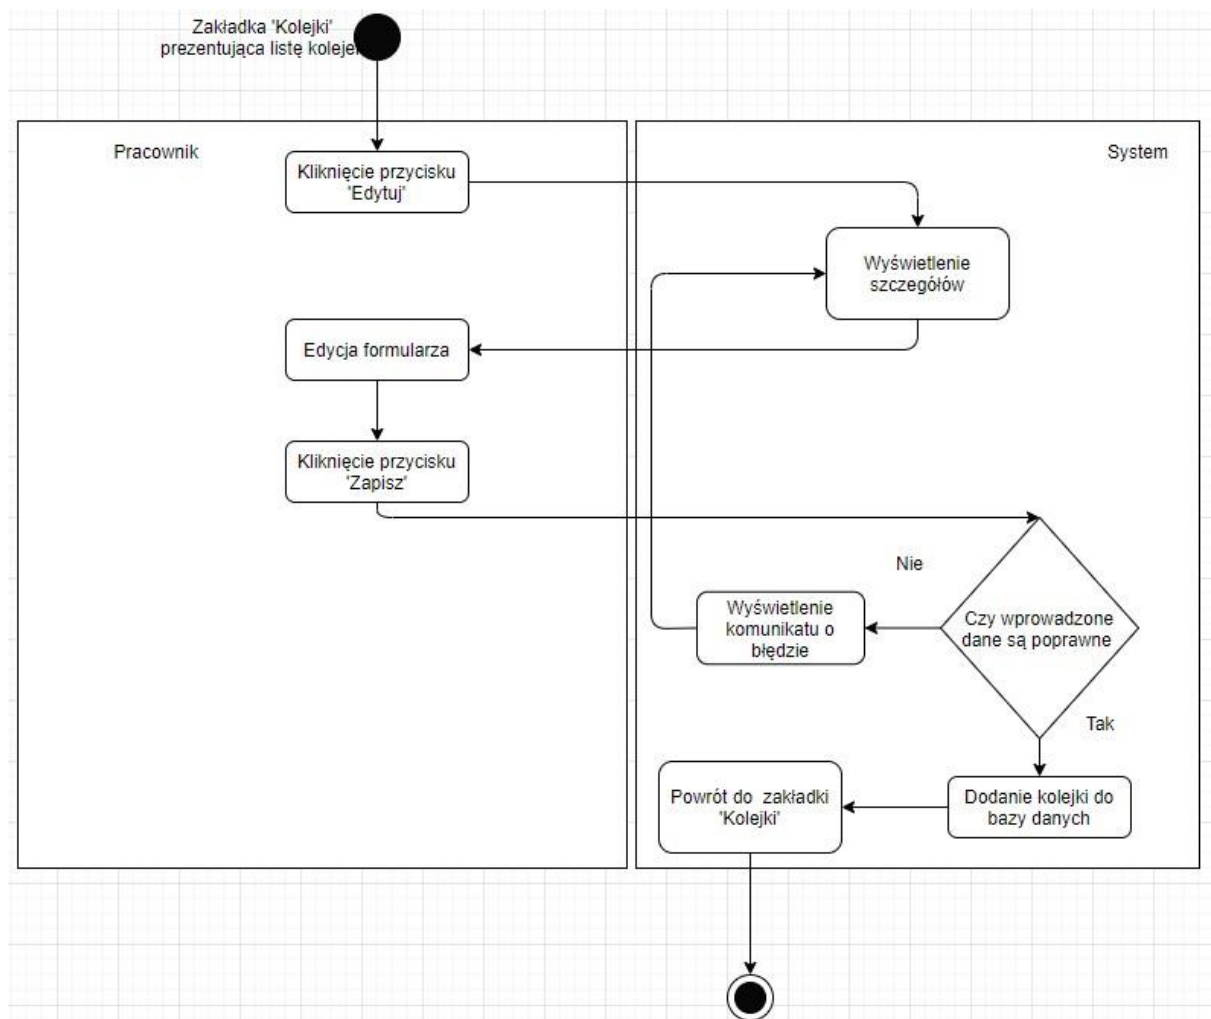 Zakładka 'Kolejki'
prezentująca listę kolejek
Pracownik
System
Kliknięcie przycisku
'Edytuj'
Wyświetlenie
szczegółów
Edycja formularza
Kliknięcie przycisku
'Zapisz'
Nie
Wyświetlenie
komunikatu o
błędzie
Czy wprowadzone
dane są poprawne
Tak
Powrót do zakładki
'Kolejki'
Dodanie kolejki do
bazy danych